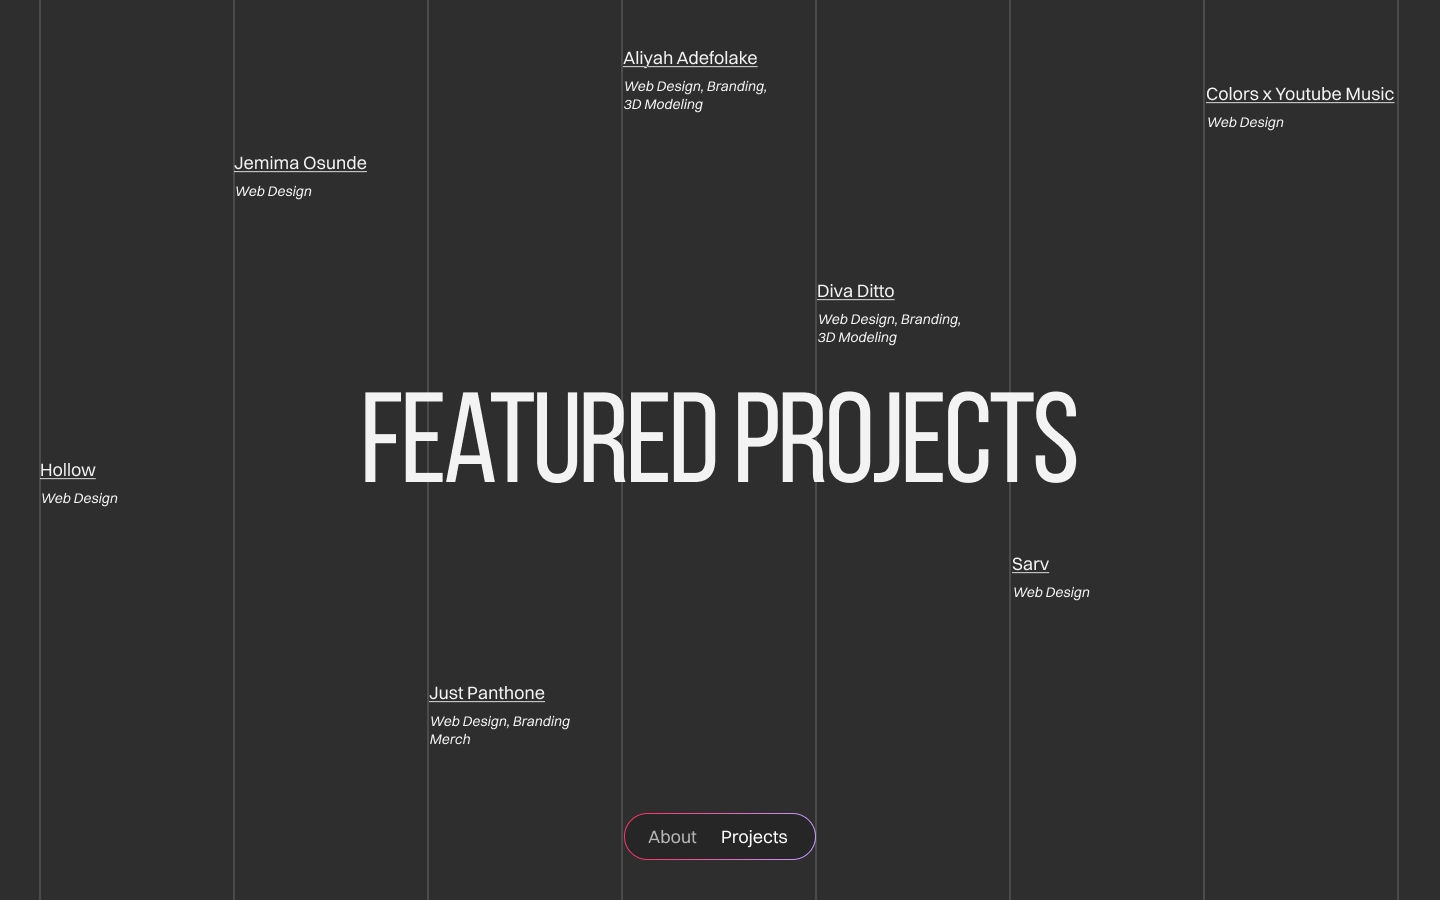 Aliyah Adefolake
Web Design, Branding,
3D Modeling
Colors x Youtube Music
Web Design
Jemima Osunde
Web Design
Diva Ditto
Web Design, Branding,
3D Modeling
FEATURED PROJECTS
Hollow
Web Design
Sarv
Web Design
Just Panthone
Web Design, Branding
Merch
About Projects